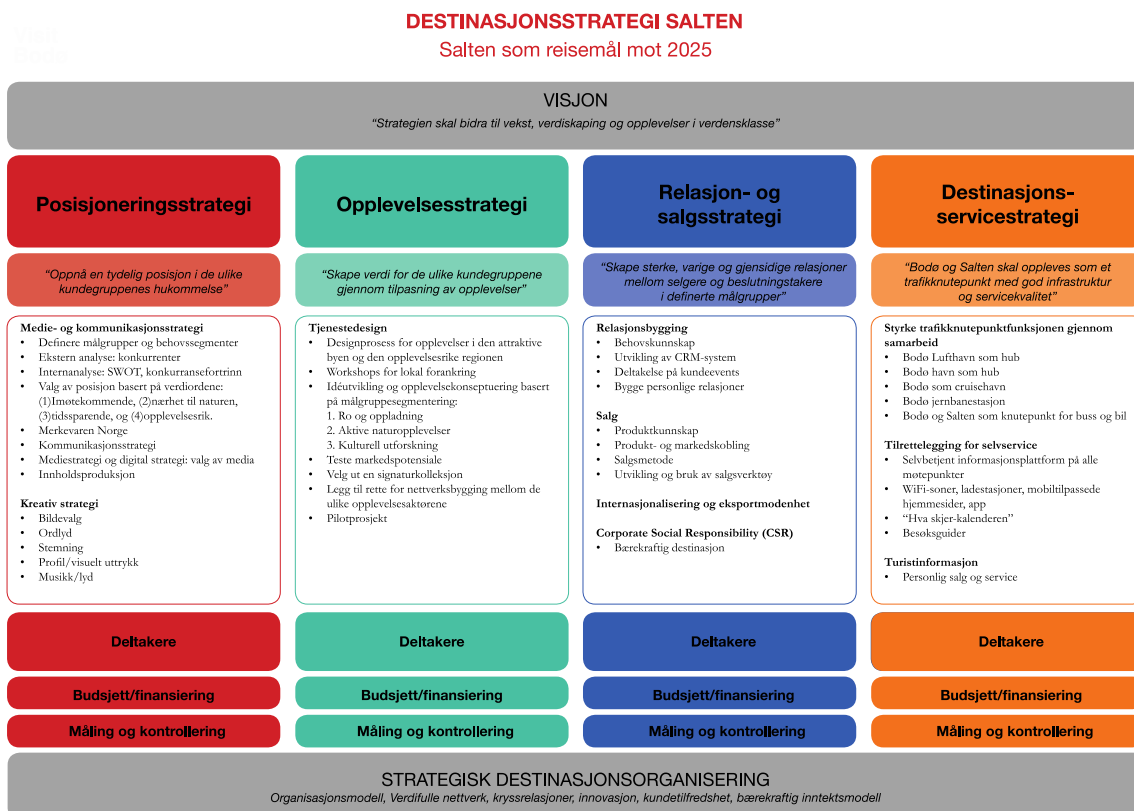 DESTINASJONSSTRATEGI SALTEN
Salten som reisemål mot 2025
VISJON
“Strategien skal bidra til vekst, verdiskaping og opplevelser i verdensklasse”
Posisjoneringsstrategi
“Oppnå en tydelig posisjon i de ulike
kundegruppenes hukommelse”
Medie- og kommunikasjonsstrategi
• Definere målgrupper og behovssegmenter
• Ekstern analyse: konkurrenter
• Internanalyse: SWOT, konkurransefortrinn
• Valg av posisjon basert på verdiordene:
(1)Imøtekommende, (2)nærhet til naturen,
(3)tidssparende, og (4)opplevelsesrik.
• Merkevaren Norge
• Kommunikasjonsstrategi
• Mediestrategi og digital strategi: valg av media
• Innholdsproduksjon
Kreativ strategi
• Bildevalg
• Ordlyd
• Stemning
• Profil/visuelt uttrykk
• Musikk/lyd
Deltakere
Budsjett/finansiering
Måling og kontrollering
Opplevelsesstrategi
“Skape verdi for de ulike kundegruppene
gjennom tilpasning av opplevelser”
Tjenestedesign
• Designprosess for opplevelser i den attraktive
byen og den opplevelsesrike regionen
• Workshops for lokal forankring
• Idéutvikling og opplevelsekonseptuering basert
på målgruppesegmentering:
1. Ro og oppladning
2. Aktive naturopplevelser
3. Kulturell utforskning
• Teste markedspotensiale
• Velg ut en signaturkolleksjon
• Legg til rette for nettverksbygging mellom de
ulike opplevelsesaktørene
• Pilotprosjekt
Deltakere
Budsjett/finansiering
Måling og kontrollering
Relasjon- og
salgsstrategi
“Skape sterke, varige og gjensidige relasjoner
mellom selgere og beslutningstakere
i definerte målgrupper”
Relasjonsbygging
• Behovskunnskap
• Utvikling av CRM-system
• Deltakelse på kundeevents
• Bygge personlige relasjoner
Salg
• Produktkunnskap
• Produkt- og markedskobling
• Salgsmetode
• Utvikling og bruk av salgsverktøy
Internasjonalisering og eksportmodenhet
Corporate Social Responsibility (CSR)
• Bærekraftig destinasjon
Deltakere
Budsjett/finansiering
Måling og kontrollering
Destinasjons-
servicestrategi
“Bodø og Salten skal oppleves som et
trafikknutepunkt med god infrastruktur
og servicekvalitet”
Styrke trafikknutepunktfunksjonen gjennom
samarbeid
• Bodø Lufthavn som hub
• Bodø havn som hub
• Bodø som cruisehavn
• Bodø jernbanestasjon
• Bodø og Salten som knutepunkt for buss og bil
Tilrettelegging for selvservice
• Selvbetjent informasjonsplattform på alle
møtepunkter
• WiFi-soner, ladestasjoner, mobiltilpassede
hjemmesider, app
• “Hva skjer-kalenderen”
• Besøksguider
Turistinformasjon
• Personlig salg og service
Deltakere
Budsjett/finansiering
Måling og kontrollering
STRATEGISK DESTINASJONSORGANISERING
Organisasjonsmodell, Verdifulle nettverk, kryssrelasjoner, innovasjon, kundetilfredshet, bærekraftig inntektsmodell